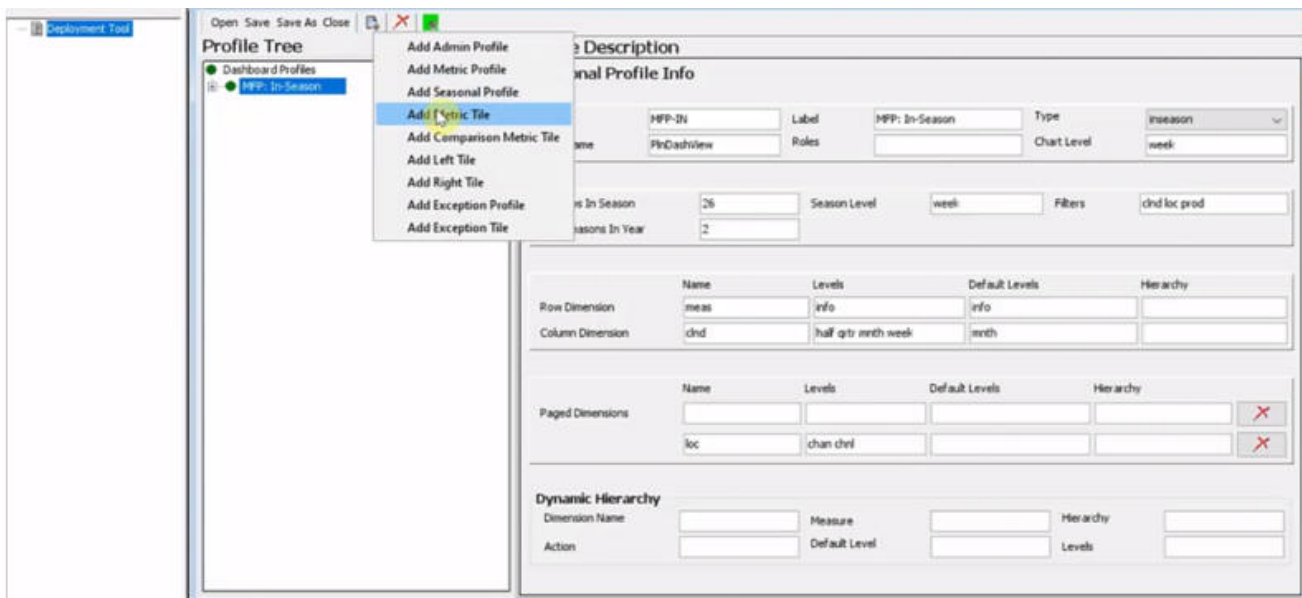 Deployment Tool
Open Save Save As Close
Profile Tree
Dashboard Profiles
MFP: In-Season
Add Admin Profile
Add Metric Profile
Add Seasonal Profile
Add Metric Tile
Add Comparison Metric Tile
Add Left Tile
Add Right Tile
Add Exception Profile
Add Exception Tile
Description
Profile Info
MFP-IN Label MFP: In-Season Type inseason
PlnDashView Roles Chart Level week
In Season 26 Season Level week Filters clnd loc prod
In Year 2
Name Levels Default Levels Hierarchy
Row Dimension meas info info
Column Dimension clnd half qrtr mnth week mnth
Name Levels Default Levels Hierarchy
Paged Dimensions
loc chan chnl
Dynamic Hierarchy
Dimension Name Measure Hierarchy
Action Default Level Levels